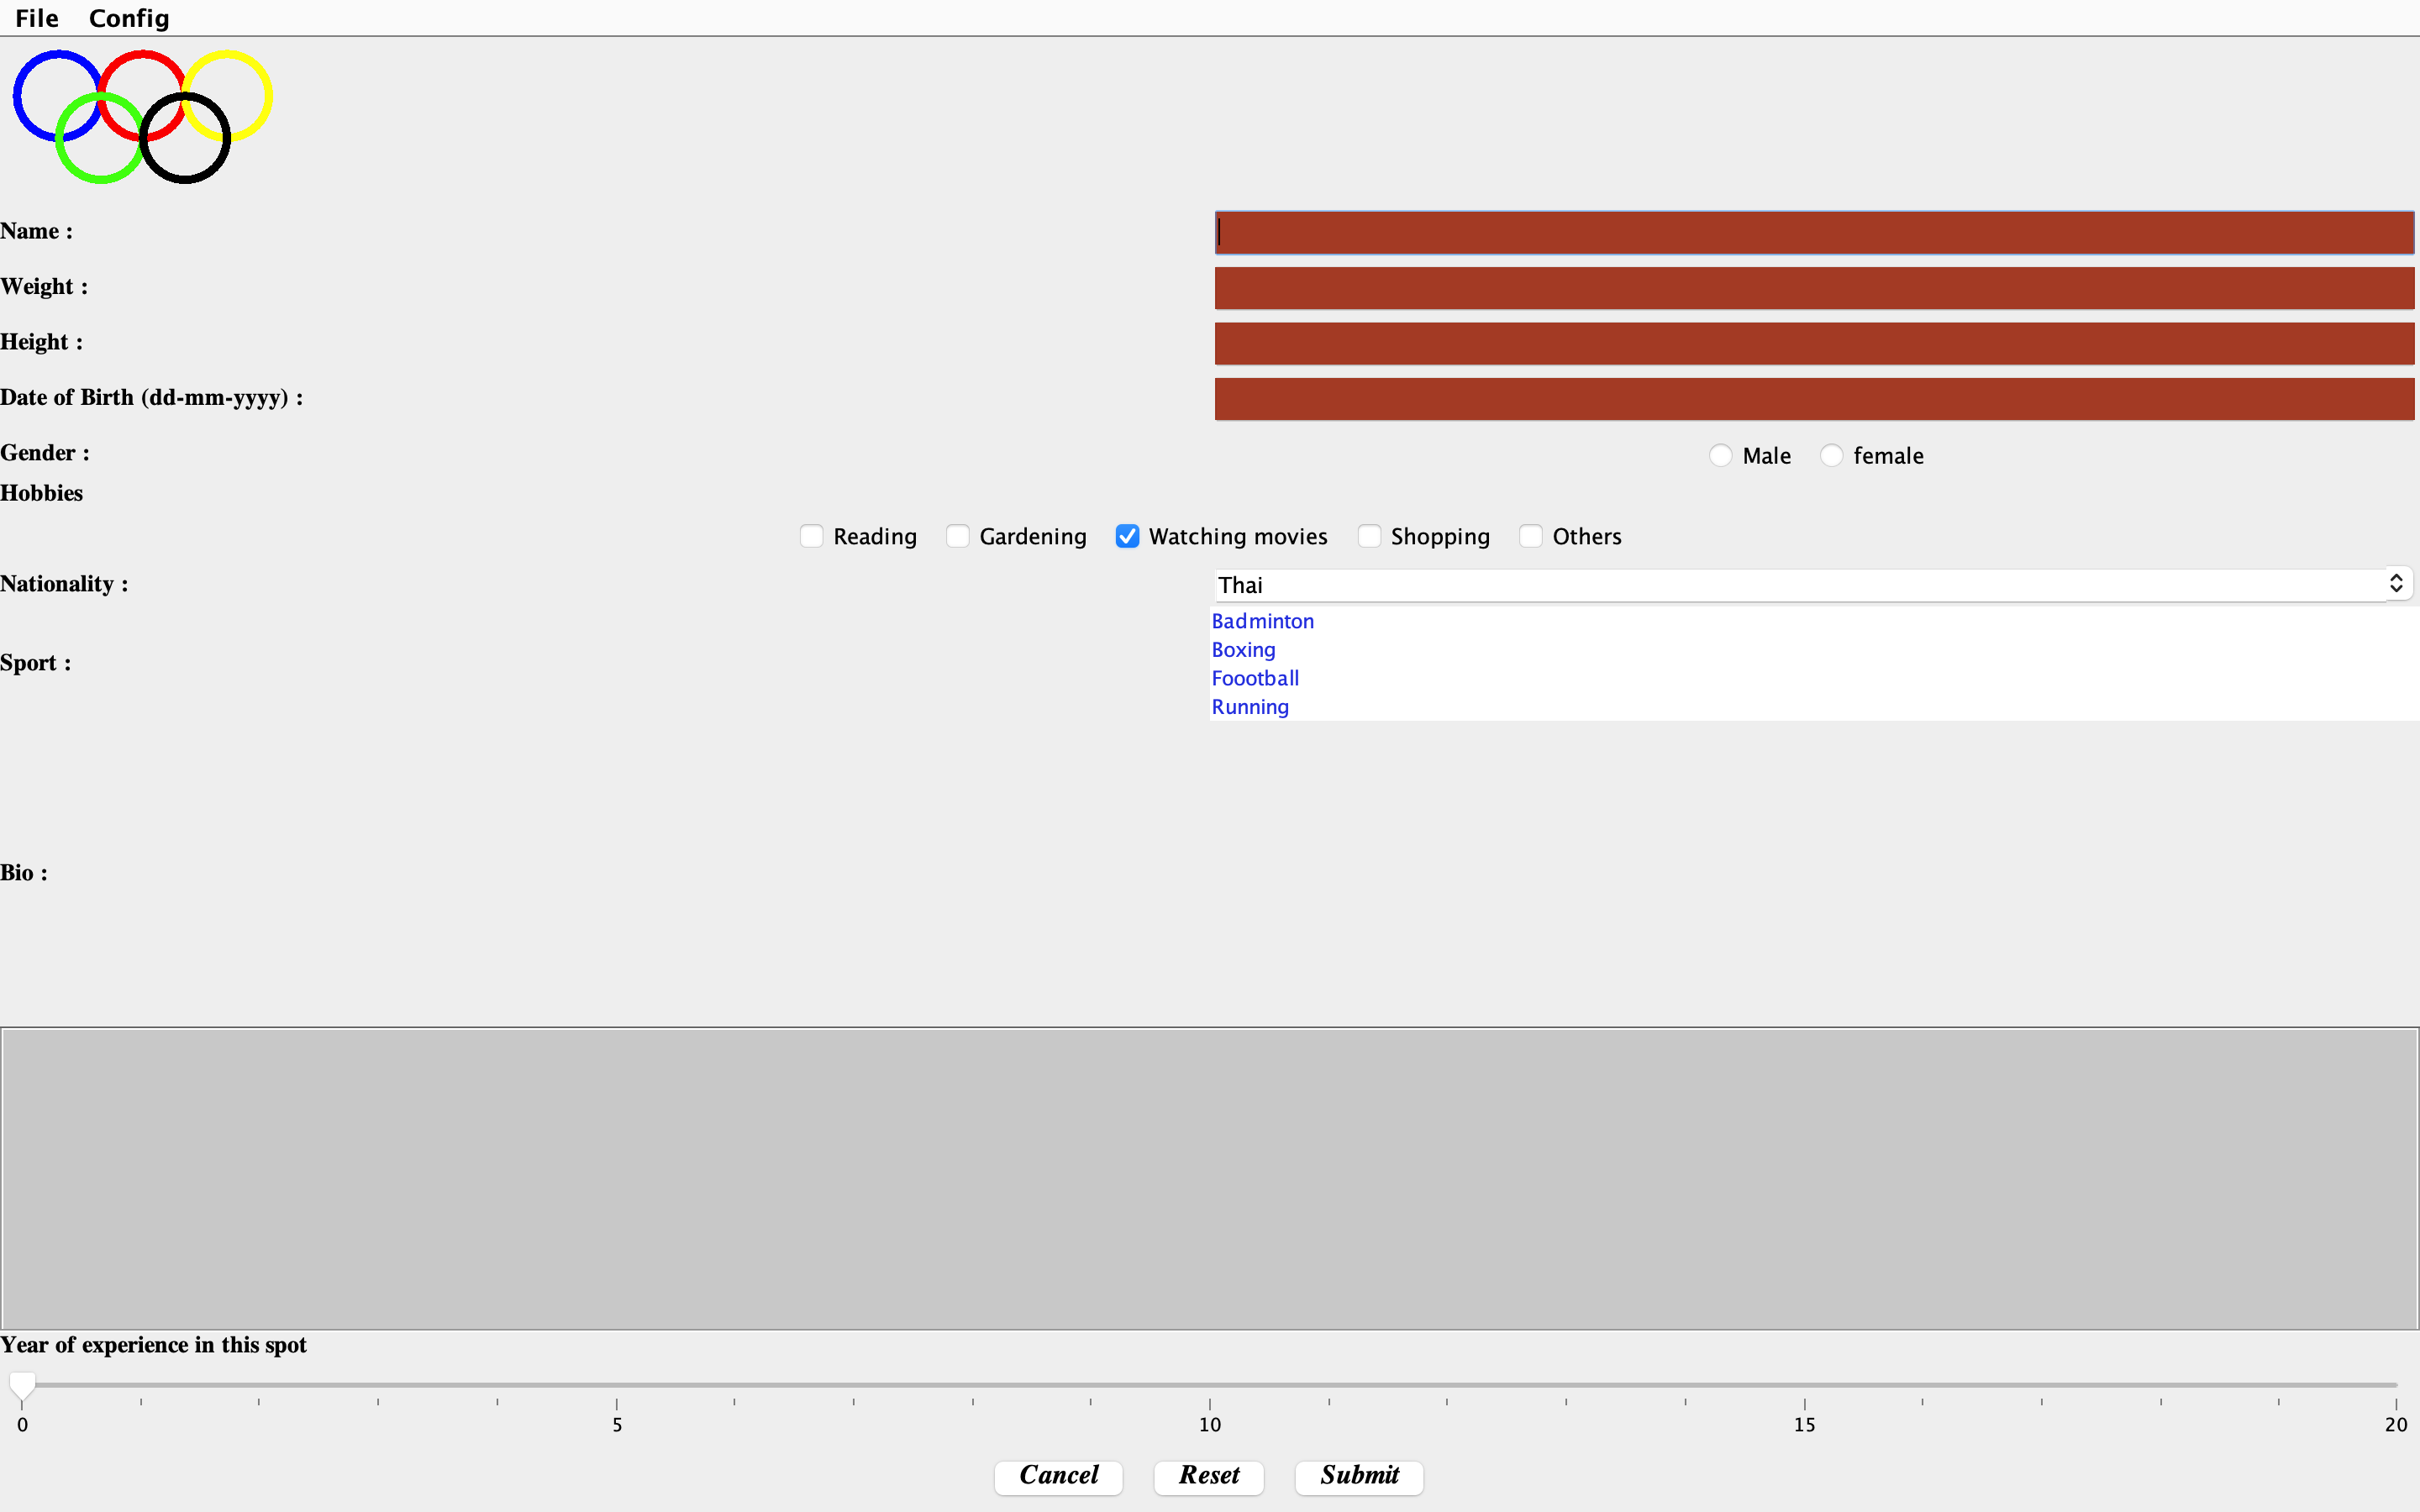 File Config
Name :
Weight :
Height :
Date of Birth (dd-mm-yyyy) :
Gender : Male female
Hobbies
Reading Gardening Watching movies Shopping Others
Nationality : Thai
Badminton
Boxing
Sport :
Foootball
Running
Bio :
Year of experience in this spot
0 5 10 15 20
Cancel Reset Submit